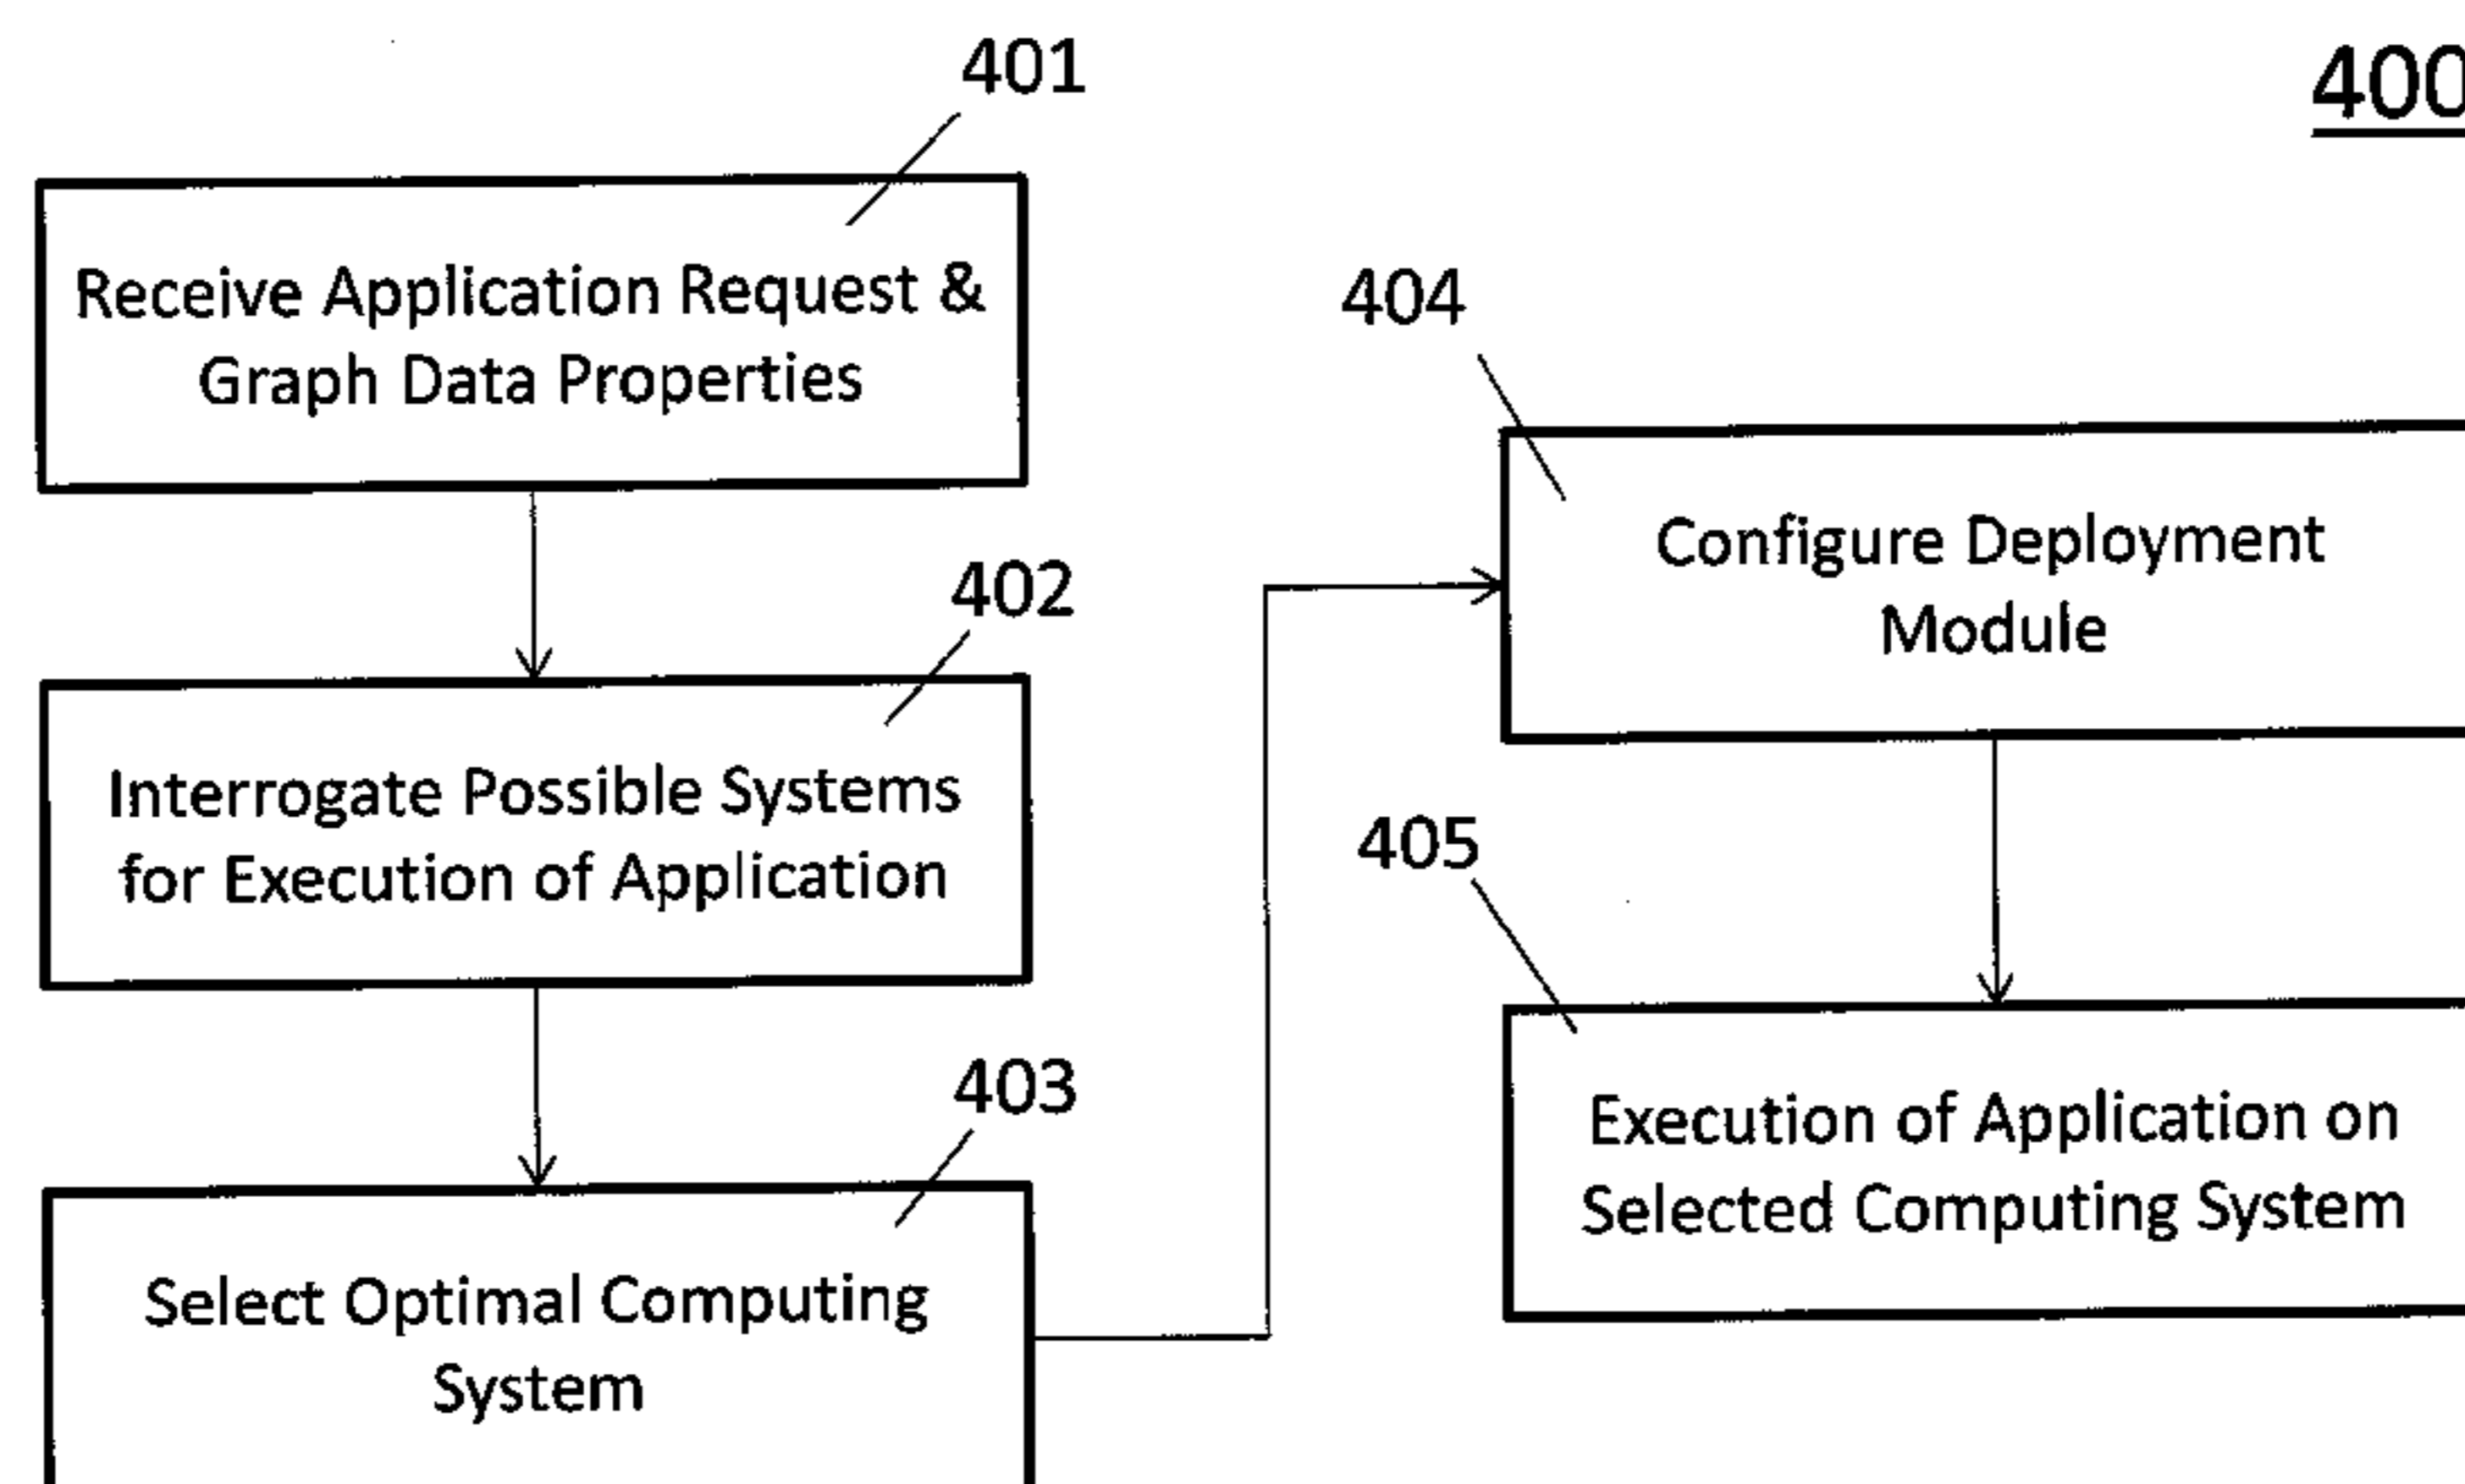 401
400
Receive Application Request &
Graph Data Properties
404
Configure Deployment
Module
402
Interrogate Possible Systems
for Execution of Application
405
403
Execution of Application on
Selected Computing System
Select Optimal Computing
System